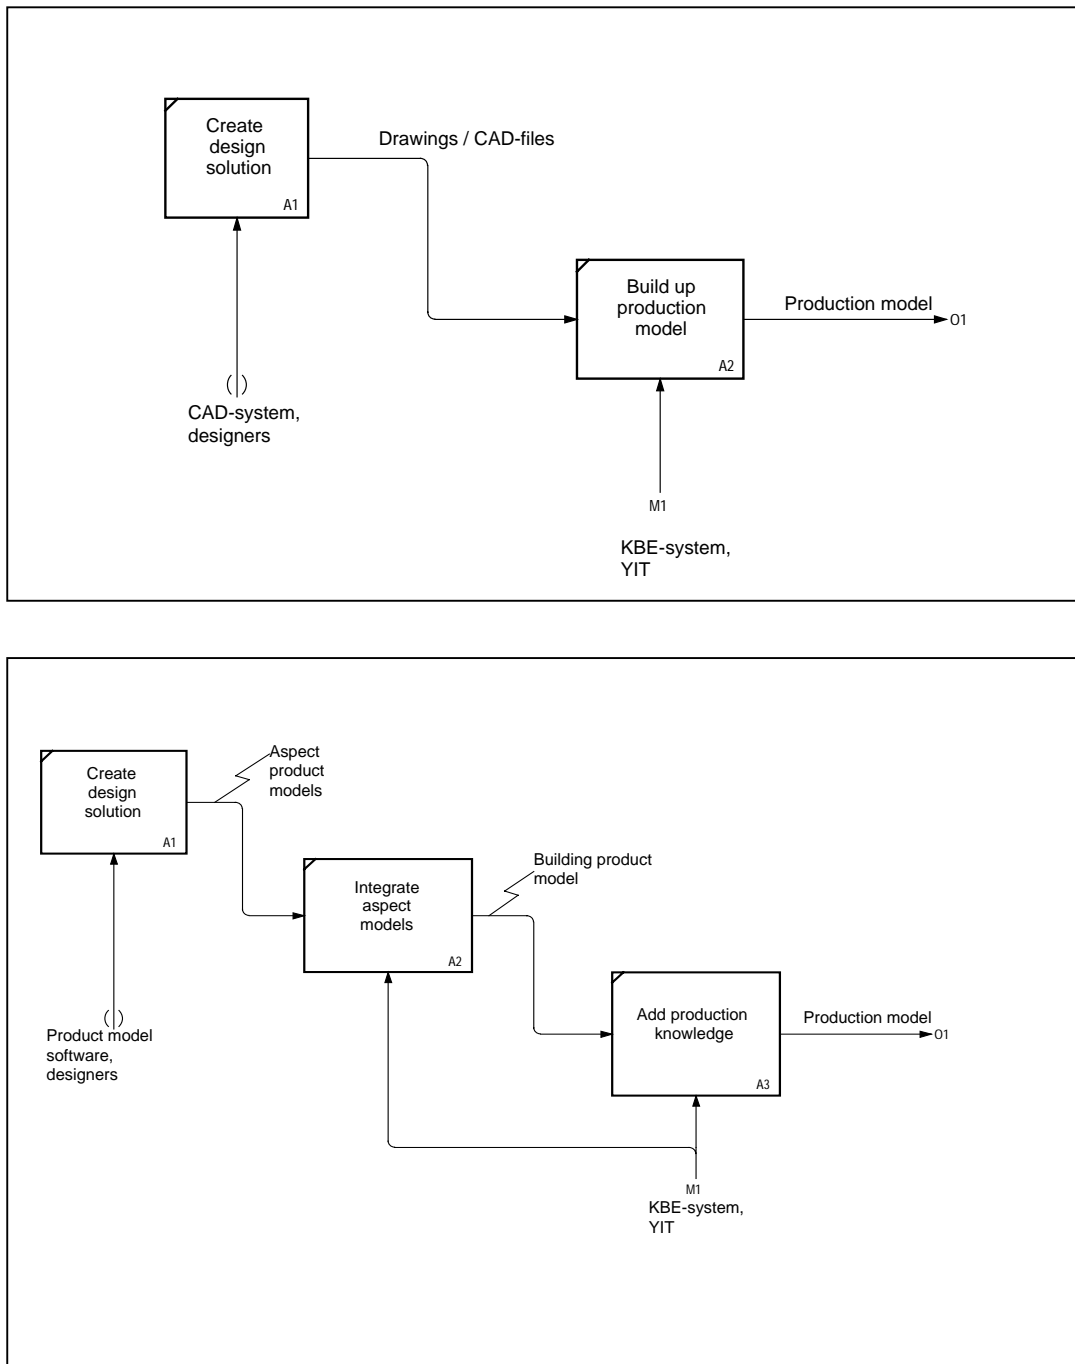 Create
design
solution
A1
Drawings / CAD-files
Build up
production
model
A2
Production model
O1
( )
CAD-system,
designers
M1
KBE-system,
YIT
Create
design
solution
A1
Aspect
product
models
Integrate
aspect
models
A2
Building product
model
Add production
knowledge
A3
Production model
O1
( )
Product model
software,
designers
M1
KBE-system,
YIT